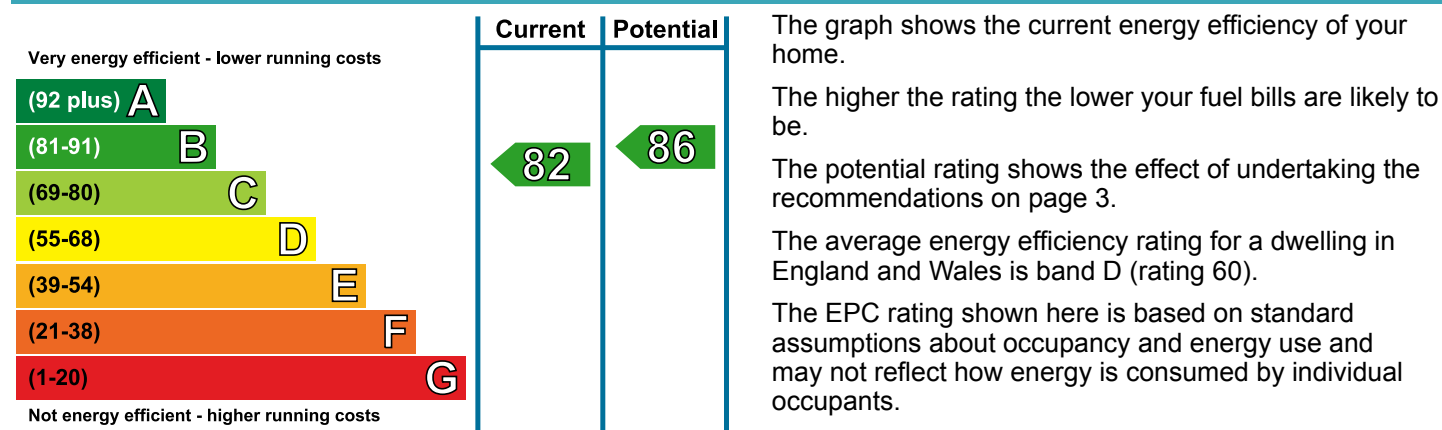 Current Potential
Very energy efficient - lower running costs
(92 plus) A
(81-91) B
(69-80) C
(55-68) D
(39-54) E
(21-38) F
(1-20) G
Not energy efficient - higher running costs
82
86
The graph shows the current energy efficiency of your
home.
The higher the rating the lower your fuel bills are likely to
be.
The potential rating shows the effect of undertaking the
recommendations on page 3.
The average energy efficiency rating for a dwelling in
England and Wales is band D (rating 60).
The EPC rating shown here is based on standard
assumptions about occupancy and energy use and
may not reflect how energy is consumed by individual
occupants.